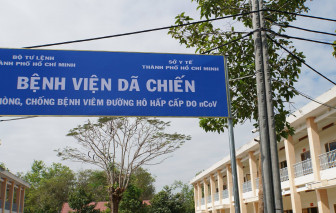 BỘ TƯ LỆNH
THÀNH PHỐ HỒ CHÍ MINH
SỞ Y TẾ
THÀNH PHỐ HỒ CHÍ MINH
BỆNH VIỆN DÃ CHIẾN
PHÒNG, CHỐNG BỆNH VIÊM ĐƯỜNG HÔ HẤP CẤP DO nCoV